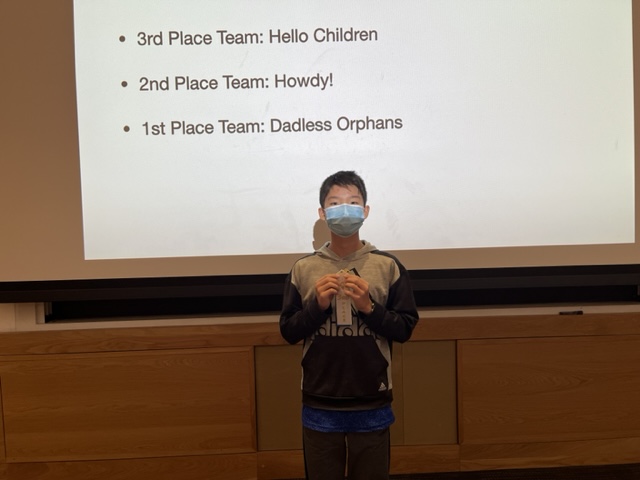 3rd Place Team: Hello Children
2nd Place Team: Howdy!
1st Place Team: Dadless Orphans